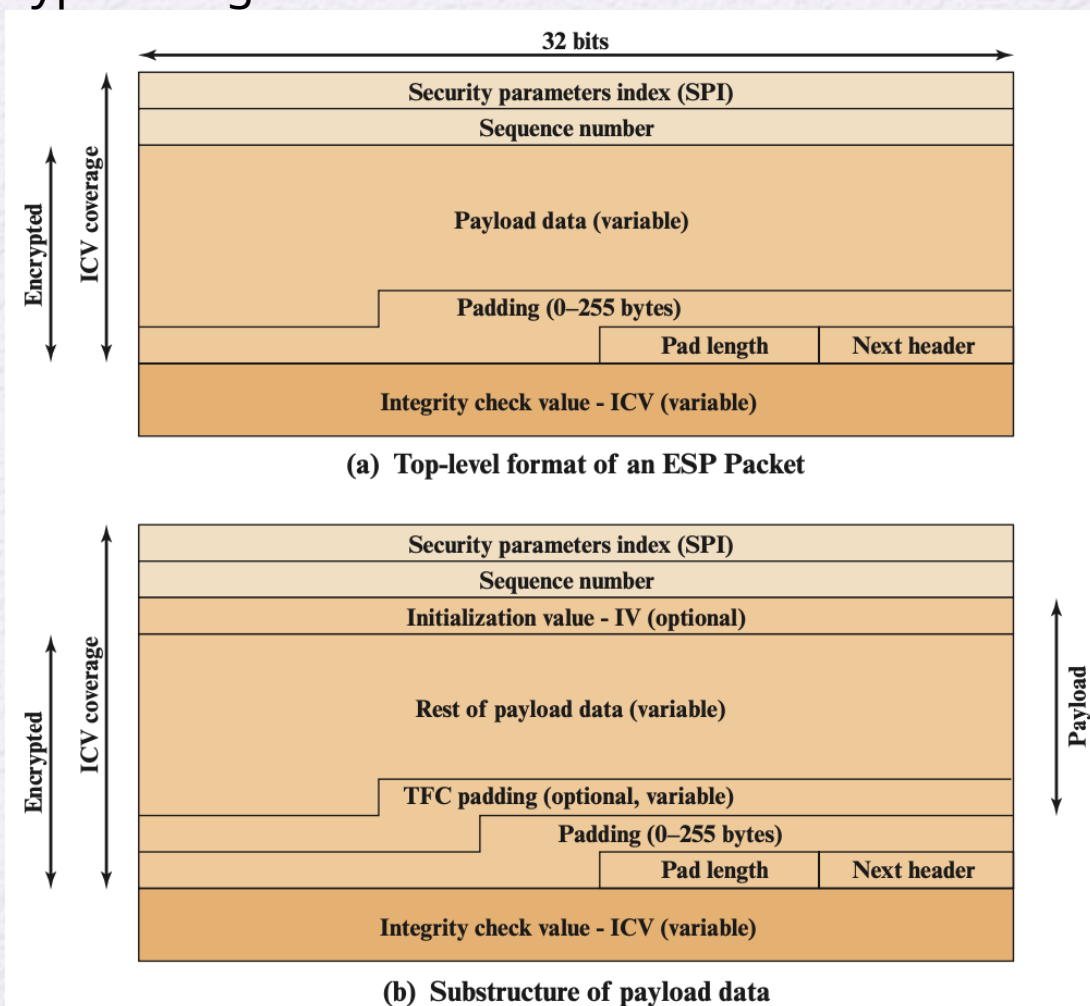 32 bits
Security parameters index (SPI)
Sequence number
Encrypted
ICV coverage
Payload data (variable)
Padding (0–255 bytes)
Pad length
Next header
Integrity check value - ICV (variable)
(a) Top-level format of an ESP Packet
Security parameters index (SPI)
Sequence number
Initialization value - IV (optional)
Encrypted
ICV coverage
Rest of payload data (variable)
Payload
TFC padding (optional, variable)
Padding (0–255 bytes)
Pad length
Next header
Integrity check value - ICV (variable)
(b) Substructure of payload data